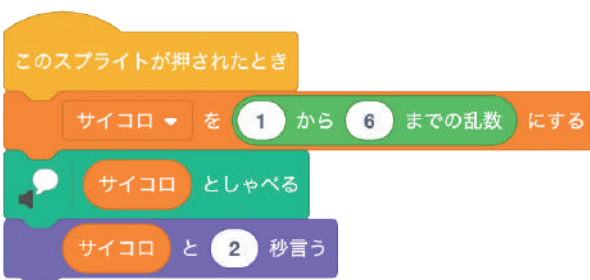 このスプライトが押されたとき
サイコロ を 1 から 6 までの乱数 にする
サイコロ としゃべる
サイコロ と 2 秒言う